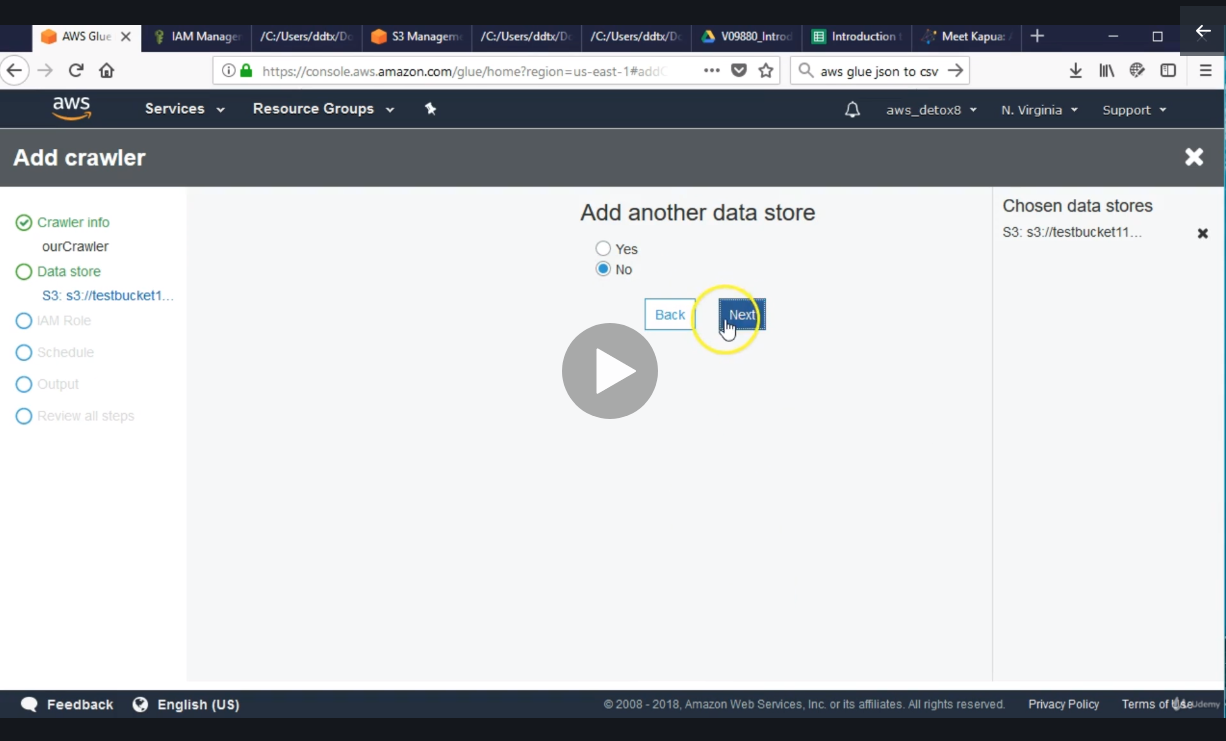 AWS Glue
IAM Manage
/C:/Users/ddtx/Do
S3 Manageme
/C:/Users/ddtx/Do
/C:/Users/ddtx/Do
V09880_Introd
Introduction
Meet Kapua:
https://console.aws.amazon.com/glue/home?region=us-east-1#addC
aws glue json to csv
aws
Services
Resource Groups
aws_detox8
N. Virginia
Support
Add crawler
Crawler info
ourCrawler
Data store
S3: s3://testbucket1...
IAM Role
Schedule
Output
Review all steps
Add another data store
Yes
No
Back
Next
Chosen data stores
S3: s3://testbucket11...
Feedback
English (US)
© 2008 - 2018, Amazon Web Services, Inc. or its affiliates. All rights reserved.
Privacy Policy
Terms of Use
Udemy